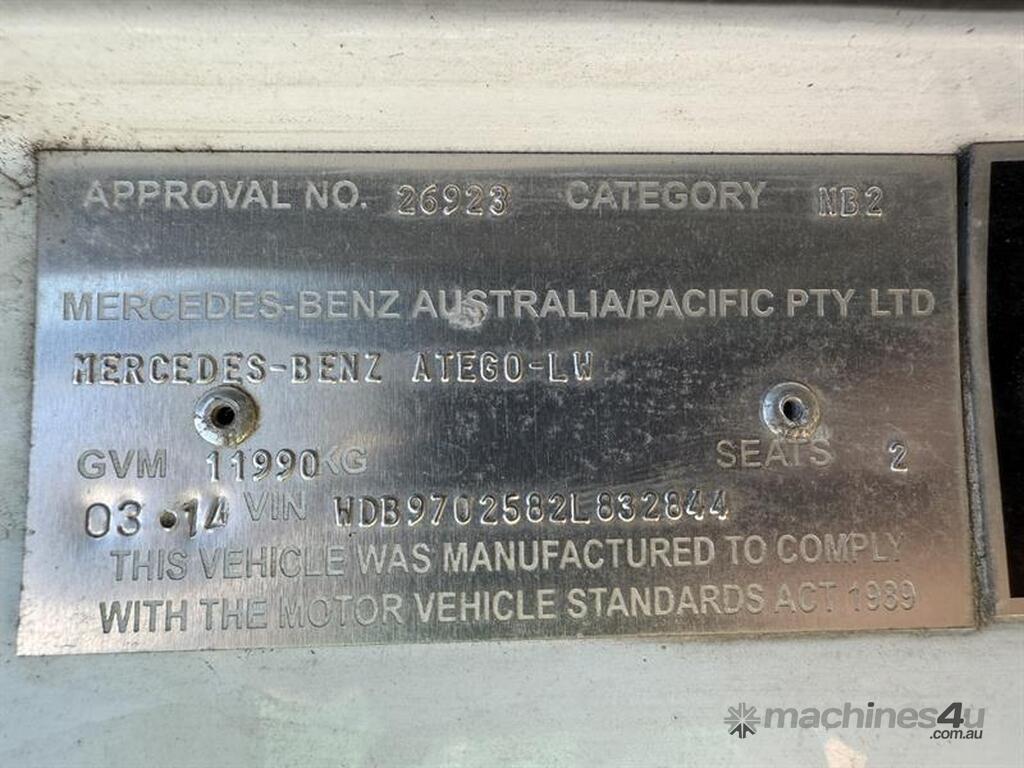 APPROVAL NO. 26923 CATEGORY NB2
MERCEDES-BENZ AUSTRALIA/PACIFIC PTY LTD
MERCEDES-BENZ ATEGO-LW
GVM 11990KG SEATS 2
03•14 VIN WDB9702582L832844
THIS VEHICLE WAS MANUFACTURED TO COMPLY
WITH THE MOTOR VEHICLE STANDARDS ACT 1989
machines4u
.com.au